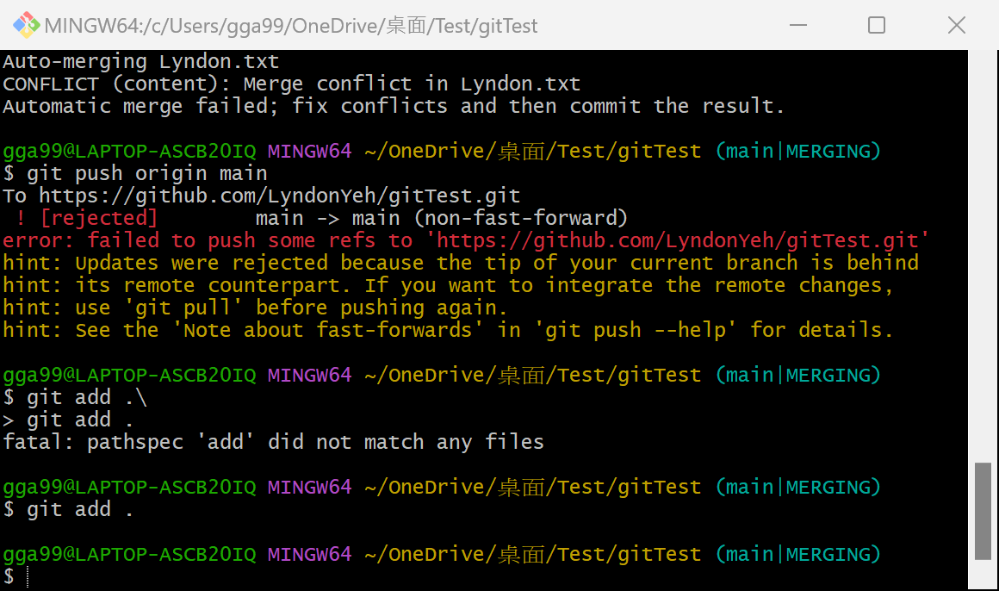 MINGW64:/c/Users/gga99/OneDrive/桌面/Test/gitTest
Auto-merging Lyndon.txt
CONFLICT (content): Merge conflict in Lyndon.txt
Automatic merge failed; fix conflicts and then commit the result.
gga99@LAPTOP-ASCB20IQ MINGW64 ~/OneDrive/桌面/Test/gitTest (main|MERGING)
$ git push origin main
To https://github.com/LyndonYeh/gitTest.git
! [rejected]        main -> main (non-fast-forward)
error: failed to push some refs to 'https://github.com/LyndonYeh/gitTest.git'
hint: Updates were rejected because the tip of your current branch is behind
hint: its remote counterpart. If you want to integrate the remote changes,
hint: use 'git pull' before pushing again.
hint: See the 'Note about fast-forwards' in 'git push --help' for details.
gga99@LAPTOP-ASCB20IQ MINGW64 ~/OneDrive/桌面/Test/gitTest (main|MERGING)
$ git add .\
> git add .
fatal: pathspec 'add' did not match any files
gga99@LAPTOP-ASCB20IQ MINGW64 ~/OneDrive/桌面/Test/gitTest (main|MERGING)
$ git add .
gga99@LAPTOP-ASCB20IQ MINGW64 ~/OneDrive/桌面/Test/gitTest (main|MERGING)
$